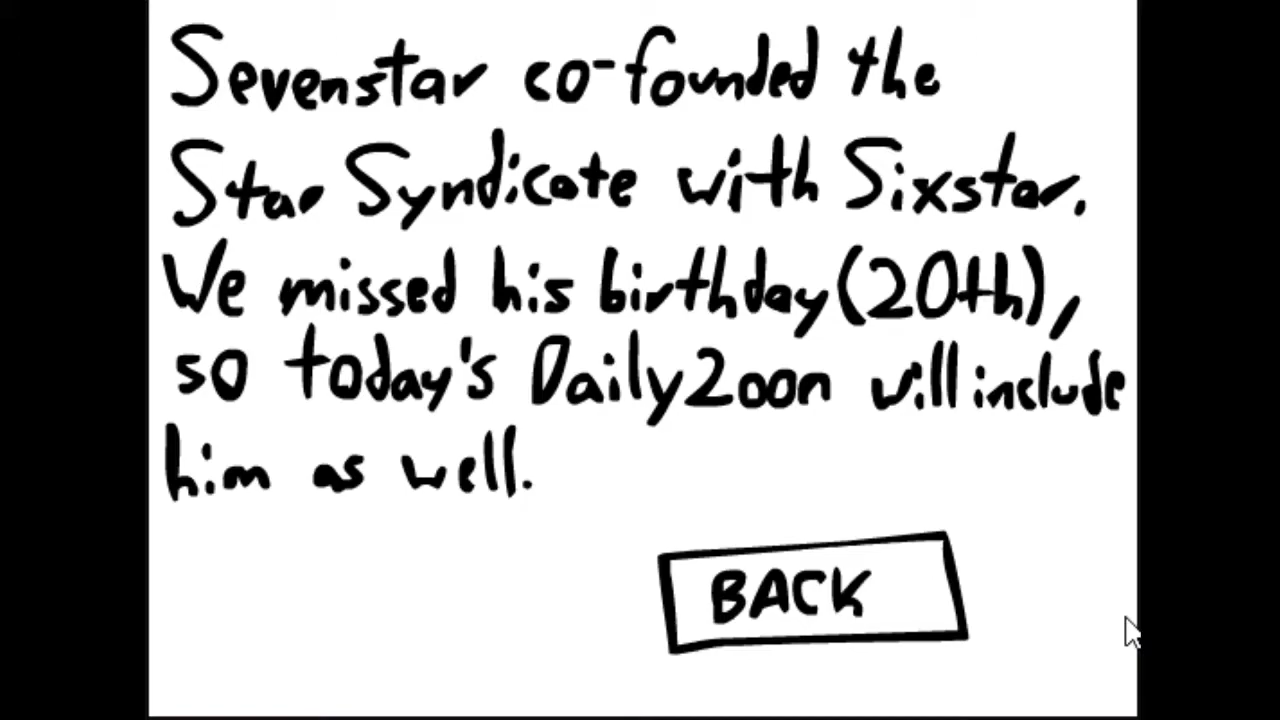 Sevenstar co-founded the
Star Syndicate with Sixstar.
We missed his birthday(20th),
so today's Daily2oon will include
him as well.
BACK